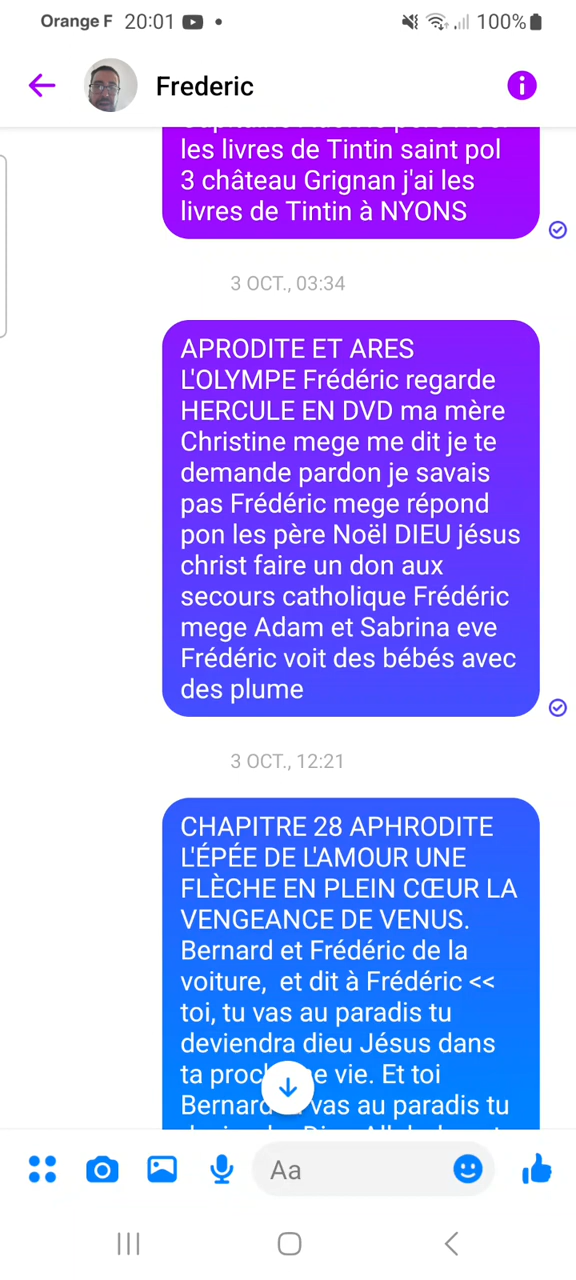 Orange F 20:01 100%
Frederic
les livres de Tintin saint pol
3 château Grignan j'ai les
livres de Tintin à NYONS
3 OCT., 03:34
APRODITE ET ARES
L'OLYMPE Frédéric regarde
HERCULE EN DVD ma mère
Christine mege me dit je te
demande pardon je savais
pas Frédéric mege répond
pon les père Noël DIEU jésus
christ faire un don aux
secours catholique Frédéric
mege Adam et Sabrina eve
Frédéric voit des bébés avec
des plume
3 OCT., 12:21
CHAPITRE 28 APHRODITE
L'ÉPÉE DE L'AMOUR UNE
FLÈCHE EN PLEIN CŒUR LA
VENGEANCE DE VENUS.
Bernard et Frédéric de la
voiture, et dit à Frédéric <<
toi, tu vas au paradis tu
deviendra dieu Jésus dans
ta vie. Et toi
Bernard vas au paradis tu
Aa